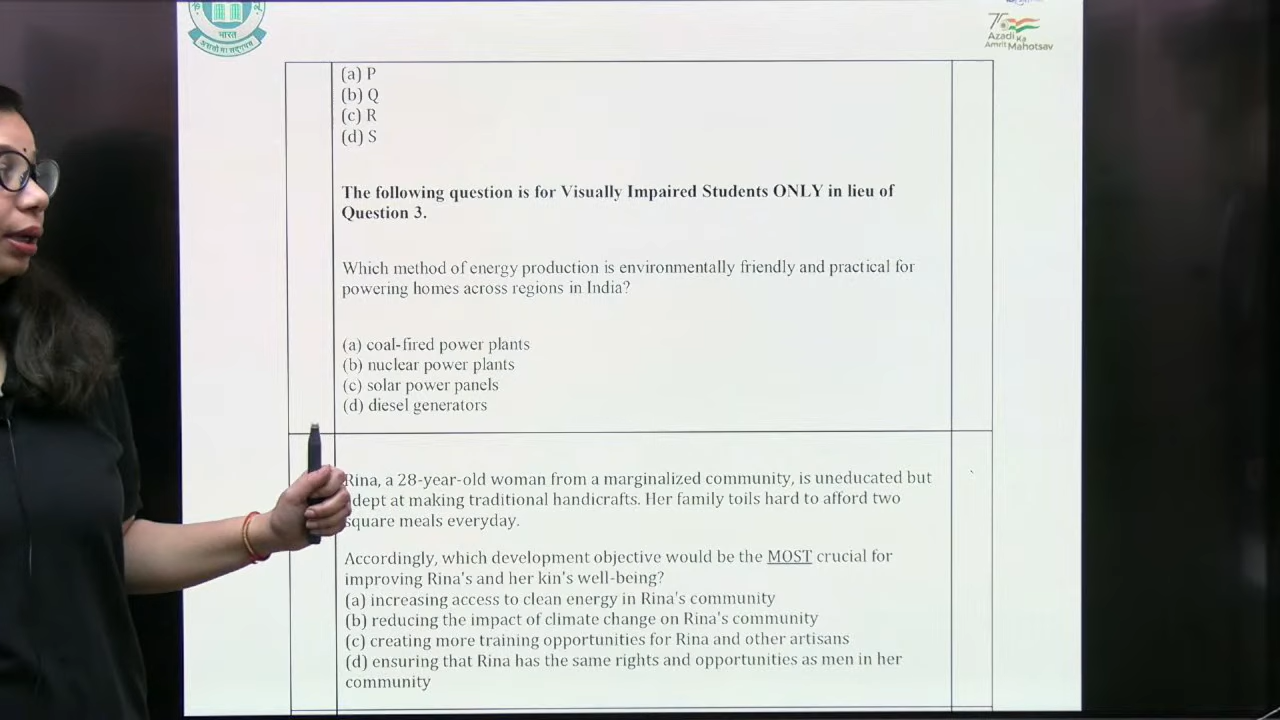 भारत
असतो मा सद्गमय
75
Azadi Ka
Amrit Mahotsav
(a) P
(b) Q
(c) R
(d) S
The following question is for Visually Impaired Students ONLY in lieu of
Question 3.
Which method of energy production is environmentally friendly and practical for
powering homes across regions in India?
(a) coal-fired power plants
(b) nuclear power plants
(c) solar power panels
(d) diesel generators
Rina, a 28-year-old woman from a marginalized community, is uneducated but
adept at making traditional handicrafts. Her family toils hard to afford two
square meals everyday.
Accordingly, which development objective would be the MOST crucial for
improving Rina's and her kin's well-being?
(a) increasing access to clean energy in Rina's community
(b) reducing the impact of climate change on Rina's community
(c) creating more training opportunities for Rina and other artisans
(d) ensuring that Rina has the same rights and opportunities as men in her
community